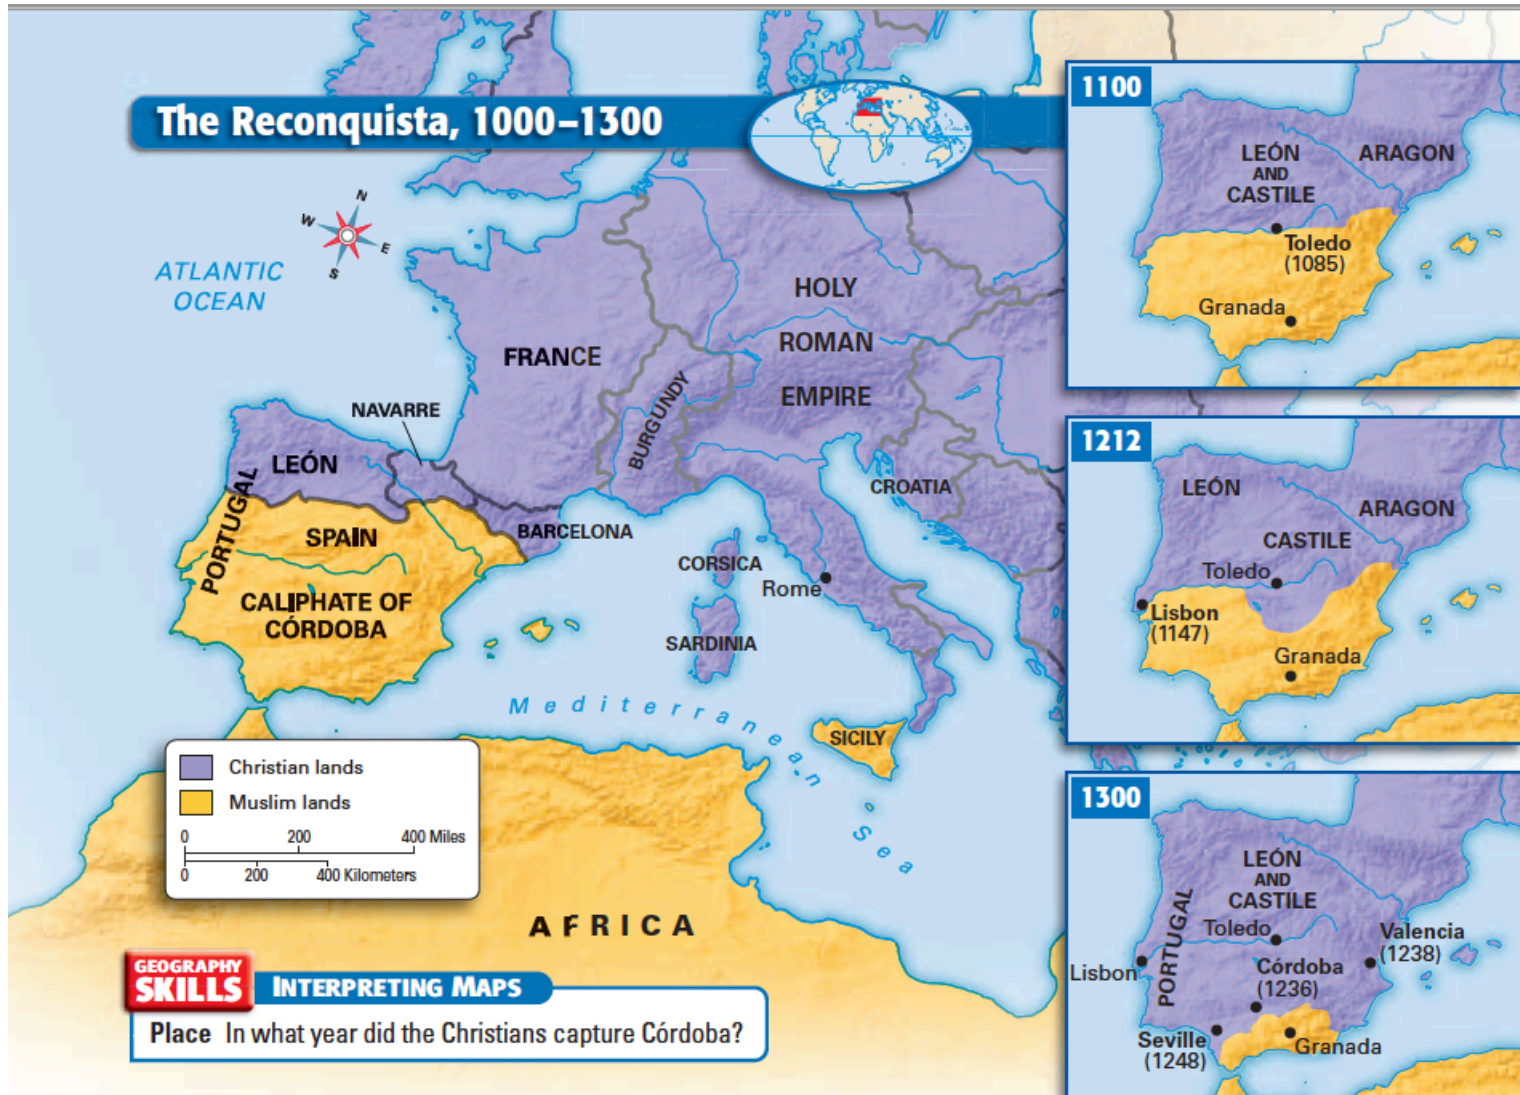 The Reconquista, 1000–1300
N
W
E
S
ATLANTIC
OCEAN
HOLY
ROMAN
EMPIRE
FRANCE
BURGUNDY
NAVARRE
LEÓN
PORTUGAL
SPAIN
BARCELONA
CALIPHATE OF
CÓRDOBA
CROATIA
CORSICA
Rome
SARDINIA
Mediterranean Sea
SICILY
AFRICA
Christian lands
Muslim lands
0 200 400 Miles
0 200 400 Kilometers
GEOGRAPHY
SKILLS
INTERPRETING MAPS
Place In what year did the Christians capture Córdoba?
1100
LEÓN
AND
CASTILE
ARAGON
Toledo
(1085)
Granada
1212
LEÓN
ARAGON
CASTILE
Toledo
Lisbon
(1147)
Granada
1300
LEÓN
AND
CASTILE
PORTUGAL
Toledo
Valencia
(1238)
Lisbon
Córdoba
(1236)
Seville
(1248)
Granada